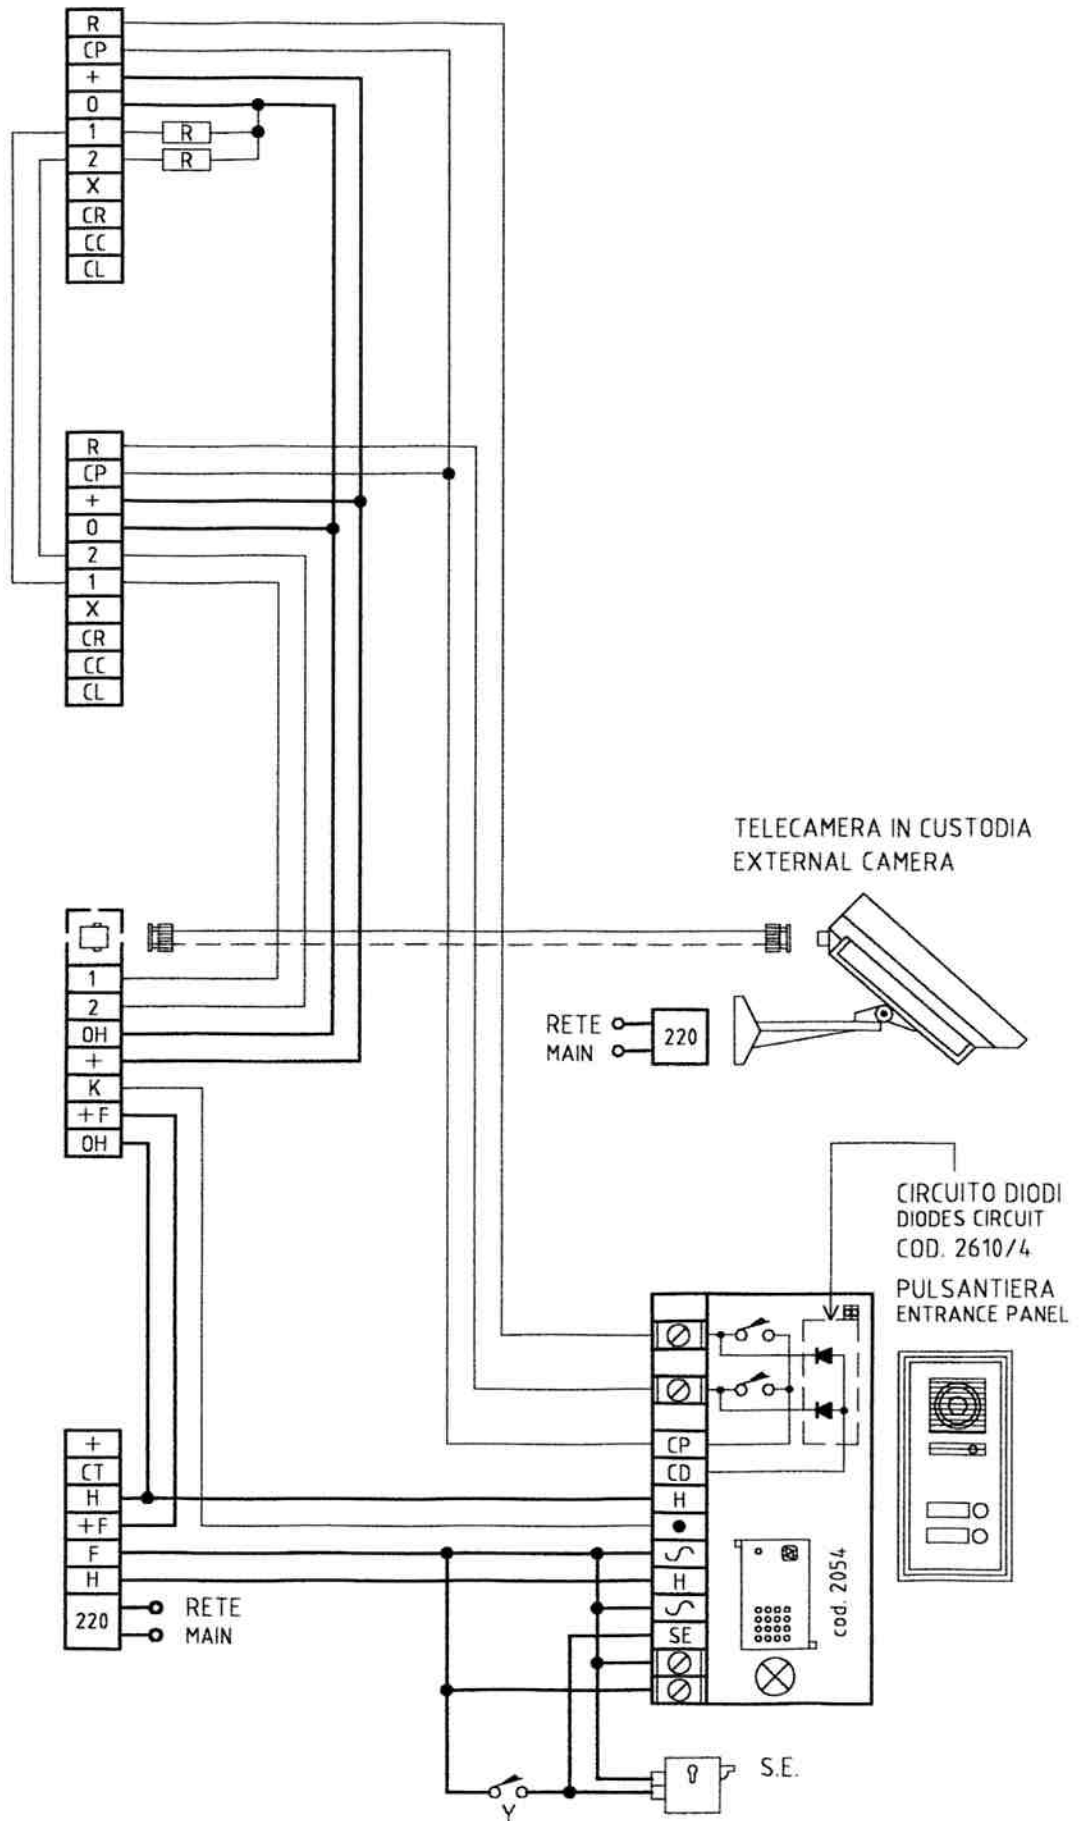 R
CP
+
0
1
R
2
R
X
CR
CC
CL
R
CP
+
0
2
1
X
CR
CC
CL
TELECAMERA IN CUSTODIA
EXTERNAL CAMERA
1
2
0H
+
K
+F
0H
RETE
MAIN
220
CIRCUITO DIODI
DIODES CIRCUIT
COD. 2610/4
PULSANTIERA
ENTRANCE PANEL
+
CT
H
+F
F
H
220
RETE
MAIN
CP
CD
H
H
SE
cod. 2054
S.E.
Y